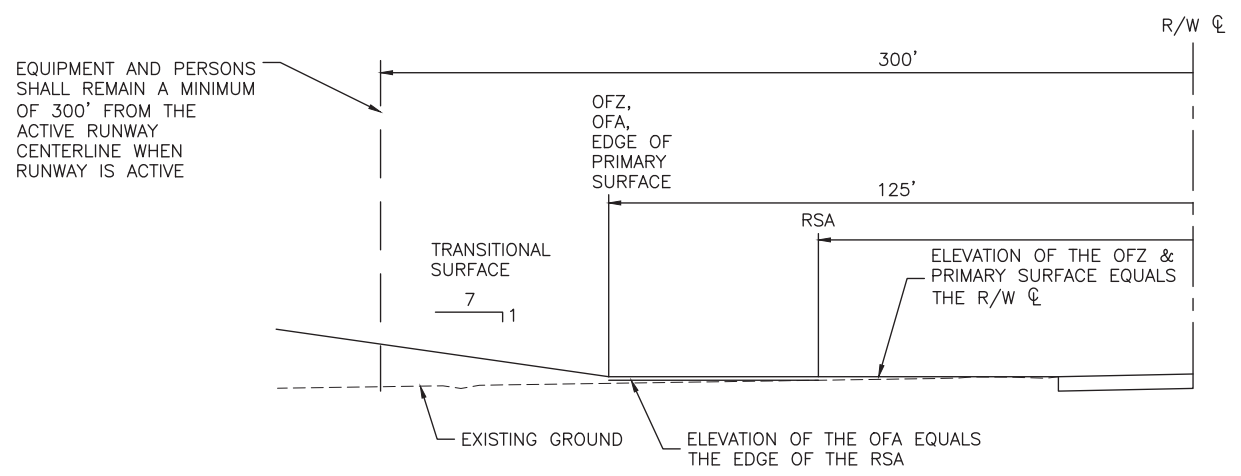 R/W ℄
300'
EQUIPMENT AND PERSONS
SHALL REMAIN A MINIMUM
OF 300' FROM THE
ACTIVE RUNWAY
CENTERLINE WHEN
RUNWAY IS ACTIVE
OFZ,
OFA,
EDGE OF
PRIMARY
SURFACE
125'
RSA
TRANSITIONAL
SURFACE
7
1
ELEVATION OF THE OFZ &
PRIMARY SURFACE EQUALS
THE R/W ℄
EXISTING GROUND
ELEVATION OF THE OFA EQUALS
THE EDGE OF THE RSA